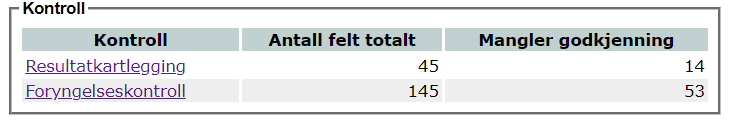 Kontroll
Kontroll Antall felt totalt Mangler godkjenning
Resultatkartlegging 45 14
Foryngelseskontroll 145 53